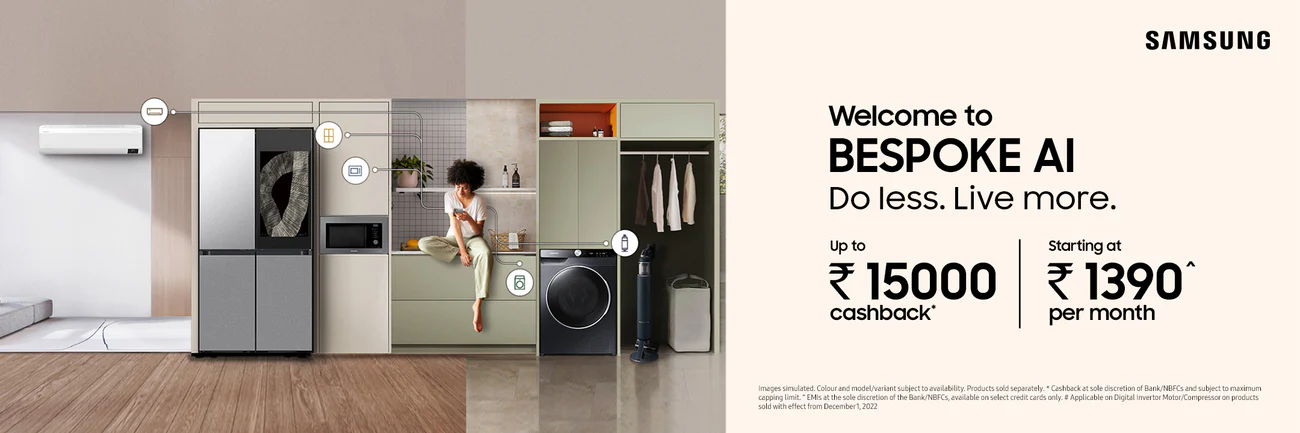 SAMSUNG
Welcome to
BESPOKE AI
Do less. Live more.
Up to
₹ 15000
cashback*
Starting at
₹ 1390^
per month
Images simulated. Colour and model/variant subject to availability. Products sold separately. * Cashback at sole discretion of Bank/NBFCs and subject to maximum
capping limit. ^ EMIs at the sole discretion of the Bank/NBFCs, available on select credit cards only. # Applicable on Digital Invertor Motor/Compressor on products
sold with effect from December1, 2022